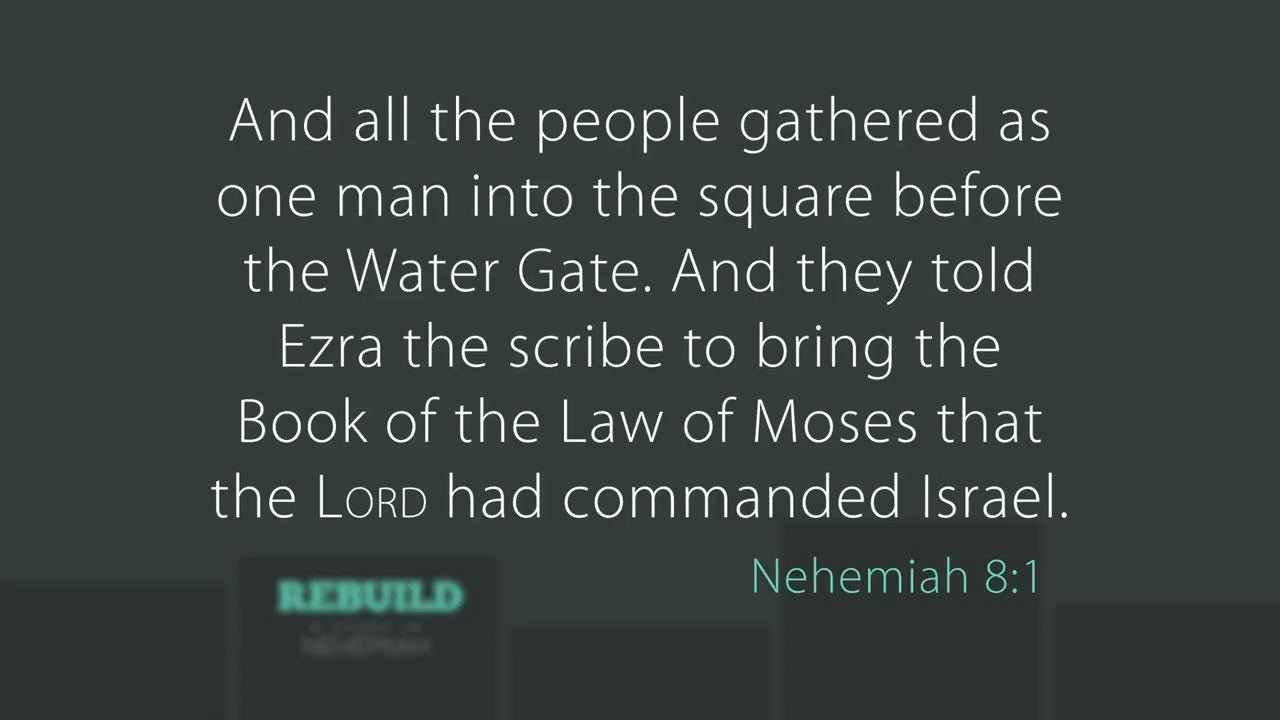 And all the people gathered as
one man into the square before
the Water Gate. And they told
Ezra the scribe to bring the
Book of the Law of Moses that
the LORD had commanded Israel.
Nehemiah 8:1
REBUILD
NEHEMIAH